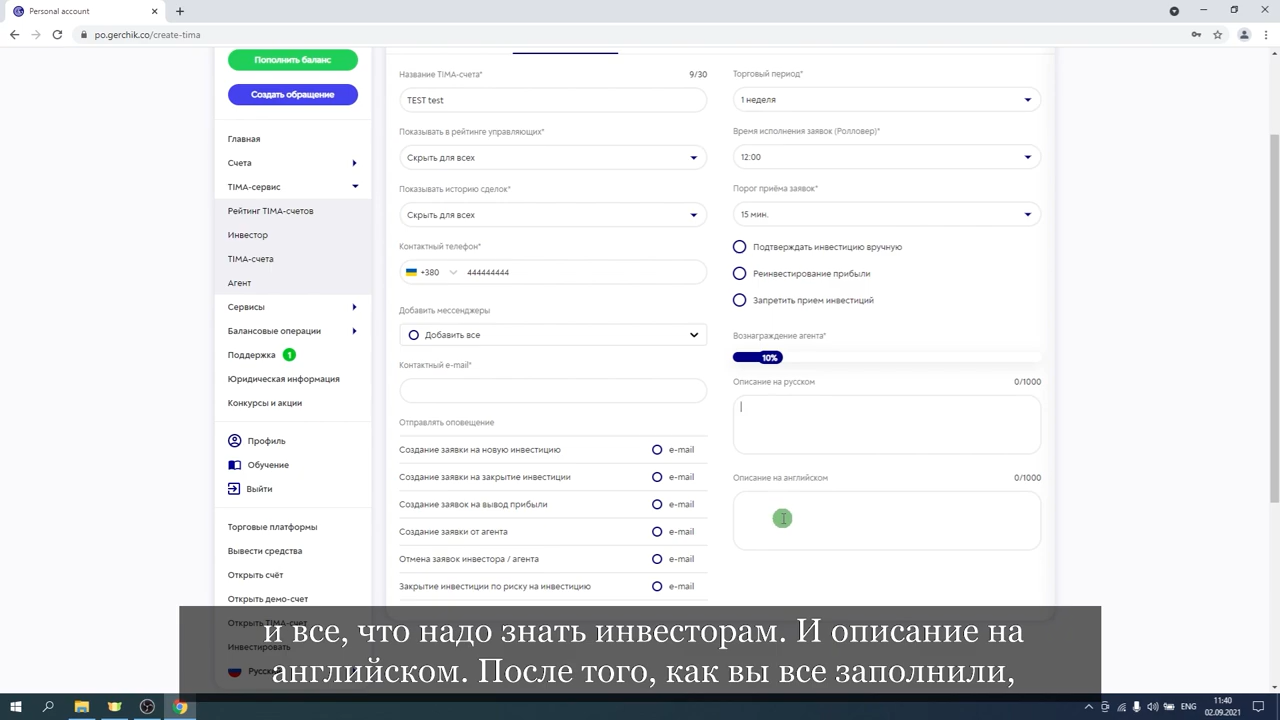 Personal account
po.gerchik.co/create-tima
Пополнить баланс
Создать обращение
Главная
Счета
TIMA-сервис
Рейтинг TIMA-счетов
Инвестор
TIMA-счета
Агент
Сервисы
Балансовые операции
Поддержка 1
Юридическая информация
Конкурсы и акции
Профиль
Обучение
Выйти
Торговые платформы
Вывести средства
Открыть счёт
Открыть демо-счет
Открыть TIMA-счет
Инвестировать
Название TIMA-счета* 9/30
TEST test
Показывать в рейтинге управляющих*
Скрыть для всех
Показывать историю сделок*
Скрыть для всех
Контактный телефон*
+380 444444444
Добавить мессенджеры
Добавить все
Контактный e-mail*
Отправлять оповещение
Создание заявки на новую инвестицию e-mail
Создание заявки на закрытие инвестиции e-mail
Создание заявок на вывод прибыли e-mail
Создание заявки от агента e-mail
Отмена заявок инвестора / агента e-mail
Закрытие инвестиции по риску на инвестицию e-mail
Торговый период*
1 неделя
Время исполнения заявок (Ролловер)*
12:00
Порог приёма заявок*
15 мин.
Подтверждать инвестицию вручную
Реинвестирование прибыли
Запретить прием инвестиций
Вознаграждение агента*
10%
Описание на русском 0/1000
Описание на английском 0/1000
и все, что надо знать инвесторам. И описание на
английском. После того, как вы все заполнили,
ENG
11:40
02.09.2021